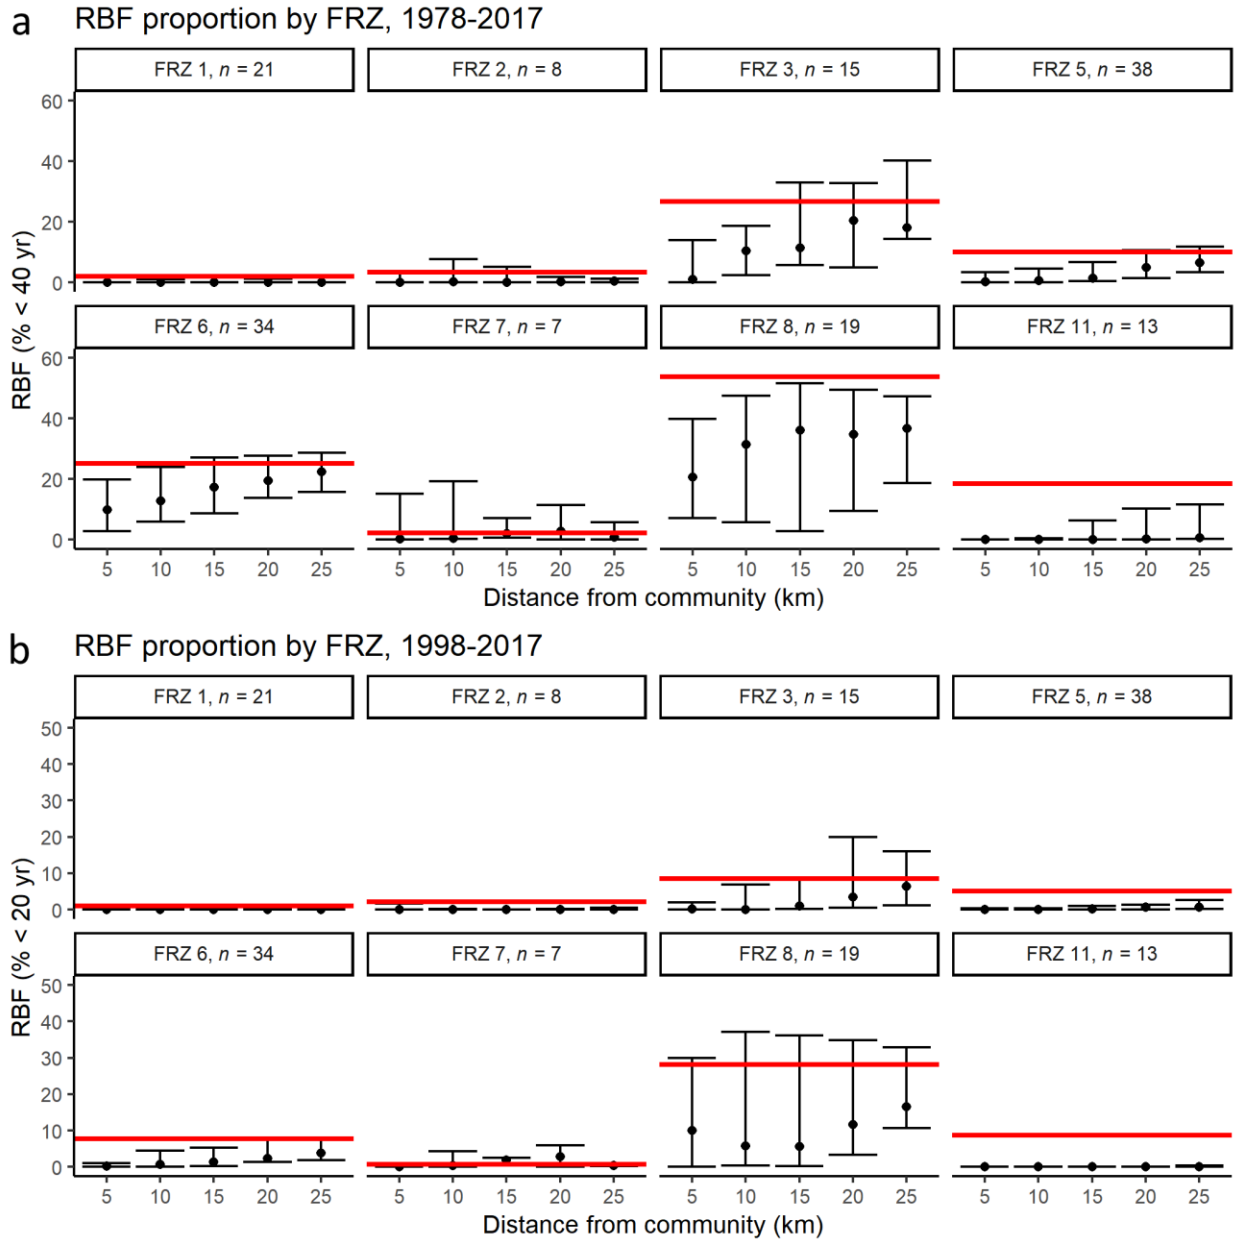 a RBF proportion by FRZ, 1978-2017
FRZ 1, n = 21 FRZ 2, n = 8 FRZ 3, n = 15 FRZ 5, n = 38
60
40
20
0
FRZ 6, n = 34 FRZ 7, n = 7 FRZ 8, n = 19 FRZ 11, n = 13
60
40
20
0
RBF (% < 40 yr)
5 10 15 20 25 5 10 15 20 25 5 10 15 20 25 5 10 15 20 25
Distance from community (km)
b RBF proportion by FRZ, 1998-2017
FRZ 1, n = 21 FRZ 2, n = 8 FRZ 3, n = 15 FRZ 5, n = 38
50
40
30
20
10
0
FRZ 6, n = 34 FRZ 7, n = 7 FRZ 8, n = 19 FRZ 11, n = 13
50
40
30
20
10
0
RBF (% < 20 yr)
5 10 15 20 25 5 10 15 20 25 5 10 15 20 25 5 10 15 20 25
Distance from community (km)